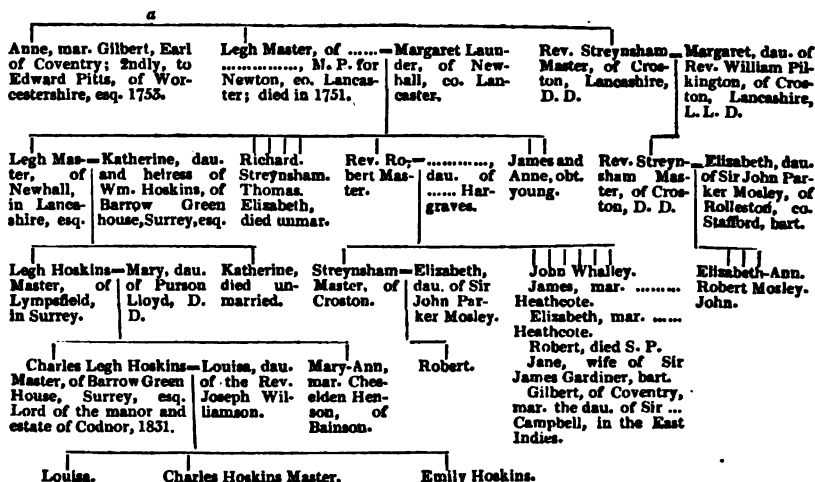 a
Anne, mar. Gilbert, Earl
of Coventry; 2ndly, to
Edward Pitts, of Wor-
cestershire, esq. 1753.
Legh Master, of ......
................, M. P. for
Newton, co. Lancas-
ter; died in 1751.
Margaret Laun-
der, of New-
hall, co. Lan-
caster.
Rev. Streynsham
Master, of Cros-
ton, Lancashire,
D. D.
Margaret, dau. of
Rev. William Pil-
kington, of Cros-
ton, Lancashire,
L. L. D.
Legh Mas-
ter, of
Newhall,
in Lanca-
shire, esq.
Katherine, dau.
and heiress of
Wm. Hoskins, of
Barrow Green
house, Surrey, esq.
Richard.
Streynsham.
Thomas.
Elizabeth,
died unmar.
Rev. Ro-
bert Mas-
ter.
............,
dau. of
...... Har-
graves.
James and
Anne, obt.
young.
Rev. Streyn-
sham Mas-
ter, of Cros-
ton, D. D.
Elizabeth, dau.
of Sir John Par-
ker Mosley, of
Rolleston, co.
Stafford, bart.
Legh Hoskins
Master, of
Lympsfield,
in Surrey.
Mary, dau.
of Purson
Lloyd, D.
D.
Katherine,
died un-
married.
Streynsham
Master, of
Croston.
Elizabeth,
dau. of Sir
John Par-
ker Mosley.
John Whalley.
James, mar. .........
Heathcote.
Elizabeth, mar. ......
Heathcote.
Robert, died S. P.
Jane, wife of Sir
James Gardiner, bart.
Gilbert, of Coventry,
mar. the dau. of Sir ...
Campbell, in the East
Indies.
Elizabeth-Ann.
Robert Mosley.
John.
Charles Legh Hoskins
Master, of Barrow Green
House, Surrey, esq.
Lord of the manor and
estate of Codnor, 1831.
Louisa, dau.
of the Rev.
Joseph Wil-
liamson.
Mary-Ann,
mar. Ches-
elden Hen-
son, of
Bainson.
Robert.
Louisa.
Charles Hoskins Master.
Emily Hoskins.